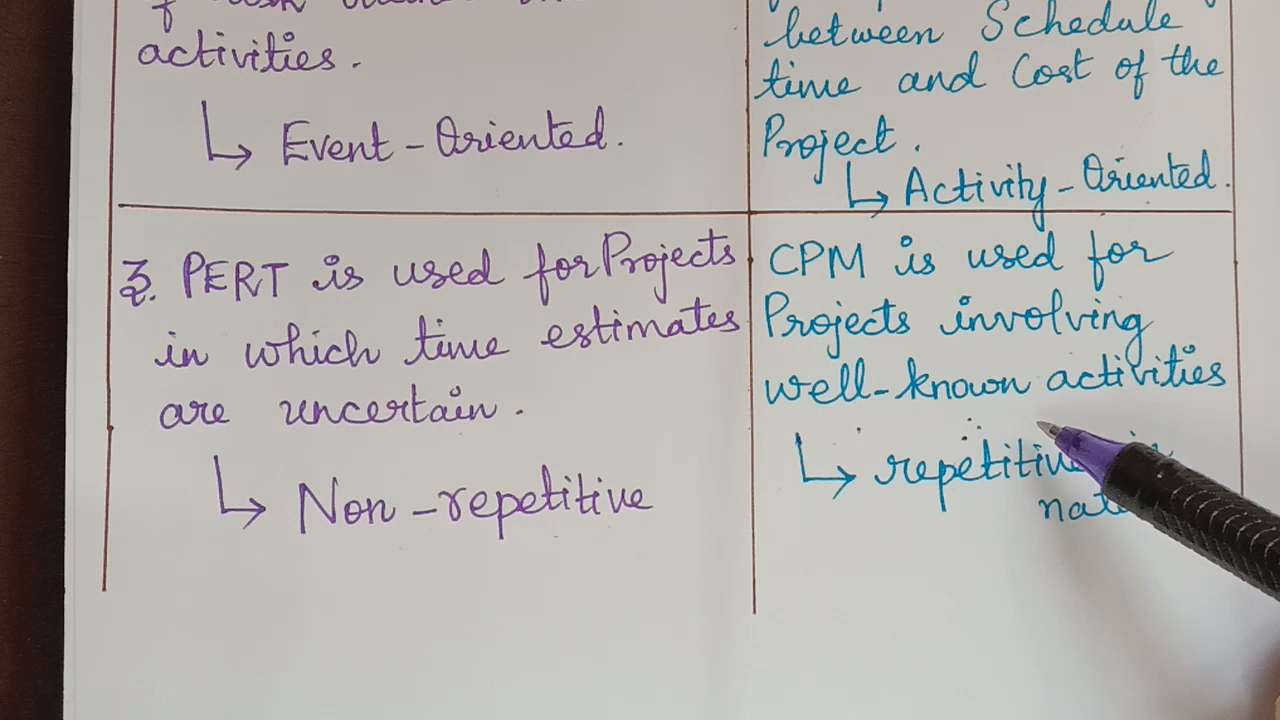 activities.
↳ Event-Oriented.
between Schedule
time and Cost of the
Project.
↳ Activity-Oriented.
3. PERT is used for Projects
in which time estimates
are uncertain.
↳ Non-repetitive
CPM is used for
Projects involving
well-known activities
↳ repetitive